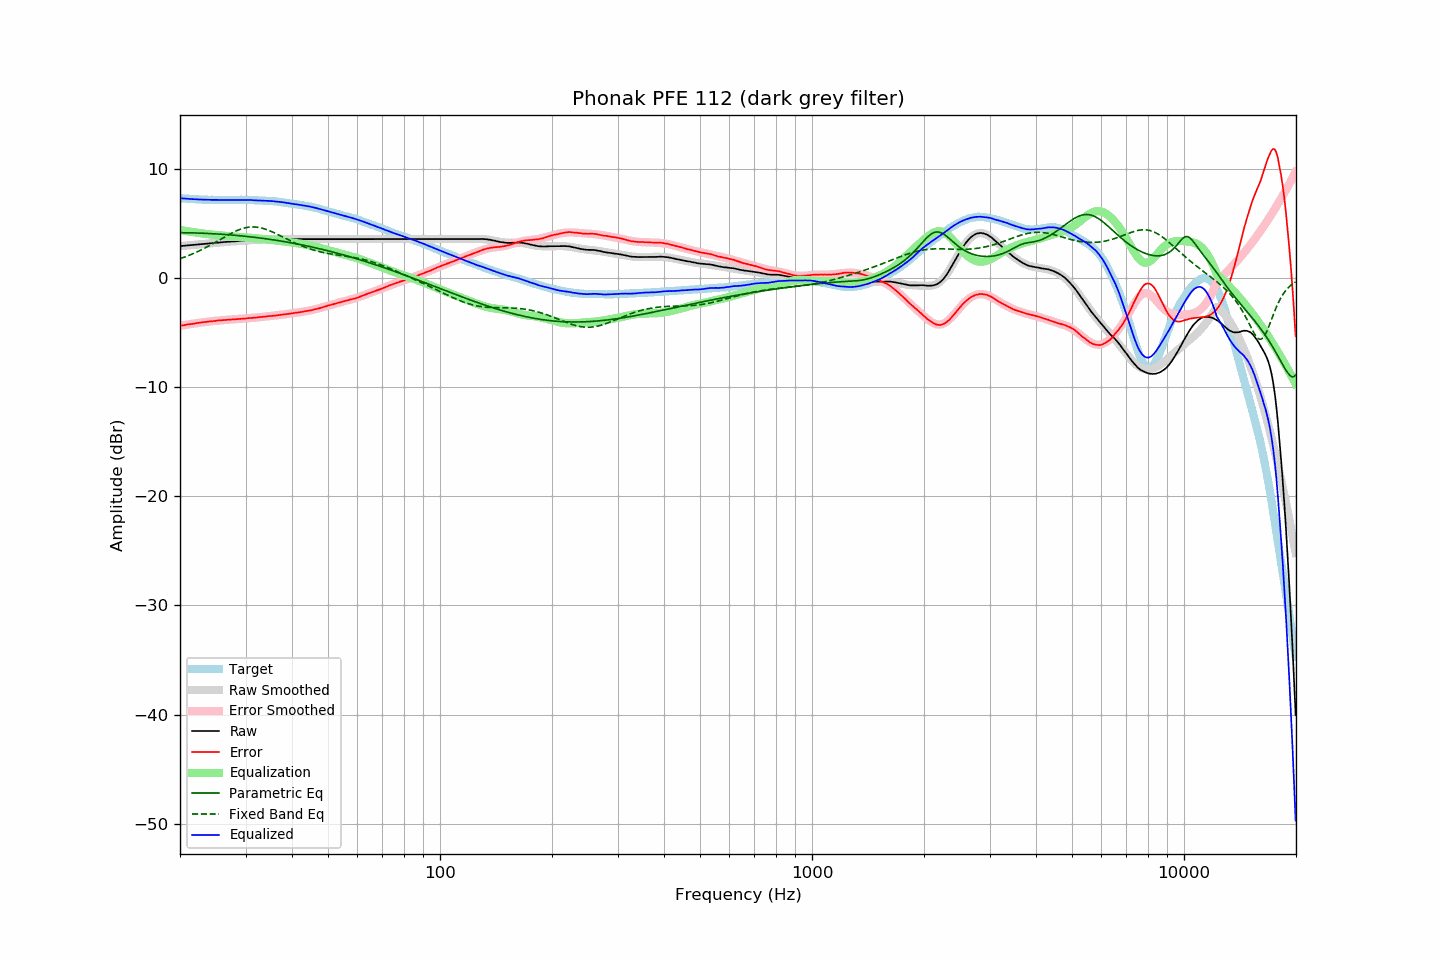 Phonak PFE 112 (dark grey filter)
Amplitude (dBr)
10
0
−10
−20
−30
−40
−50
Target
Raw Smoothed
Error Smoothed
Raw
Error
Equalization
Parametric Eq
Fixed Band Eq
Equalized
100
1000
10000
Frequency (Hz)